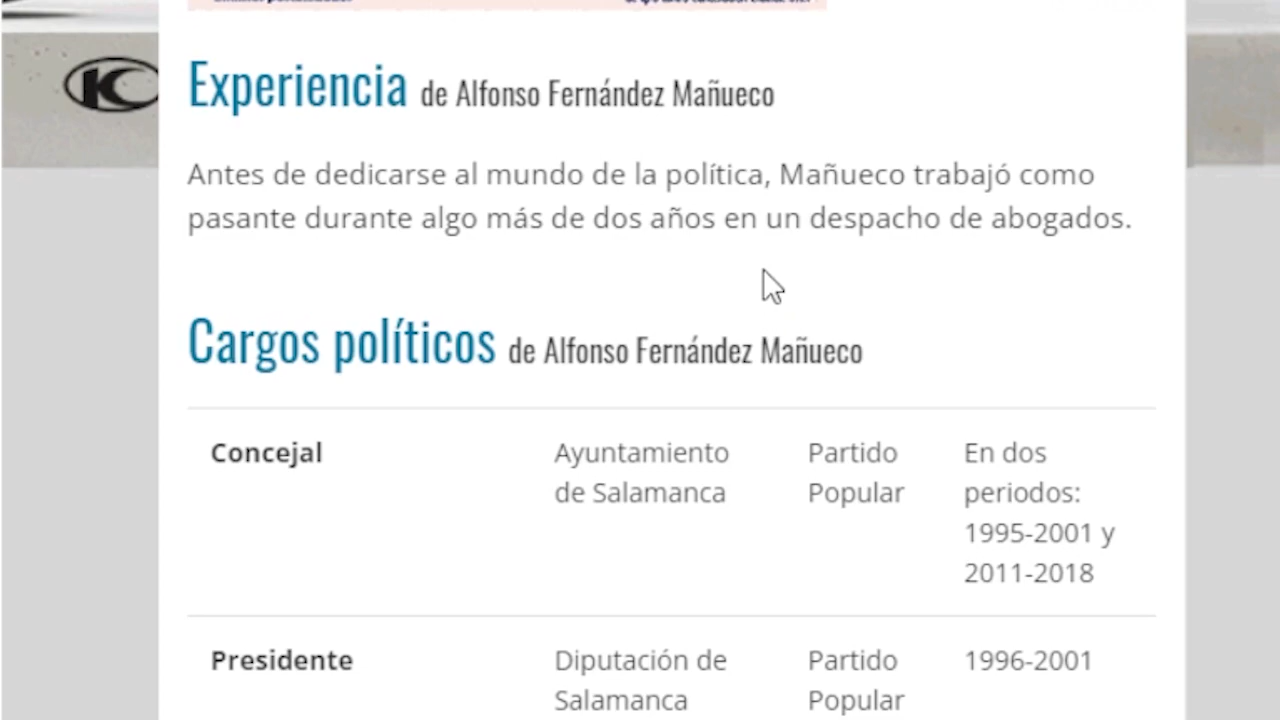 Experiencia de Alfonso Fernández Mañueco
Antes de dedicarse al mundo de la política, Mañueco trabajó como
pasante durante algo más de dos años en un despacho de abogados.
Cargos políticos de Alfonso Fernández Mañueco
Concejal
Ayuntamiento
de Salamanca
Partido
Popular
En dos
periodos:
1995-2001 y
2011-2018
Presidente
Diputación de
Salamanca
Partido
Popular
1996-2001